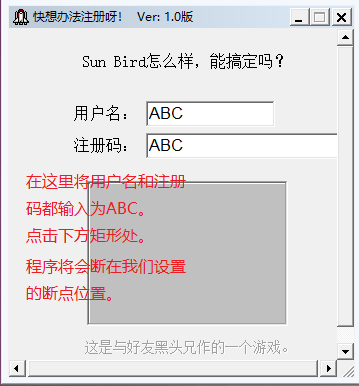 快想办法注册呀！ Ver: 1.0版
Sun Bird怎么样，能搞定吗？
用户名： ABC
注册码： ABC
在这里将用户名和注册
码都输入为ABC。
点击下方矩形处。
程序将会断在我们设置
的断点位置。
这是与好友黑头兄作的一个游戏。